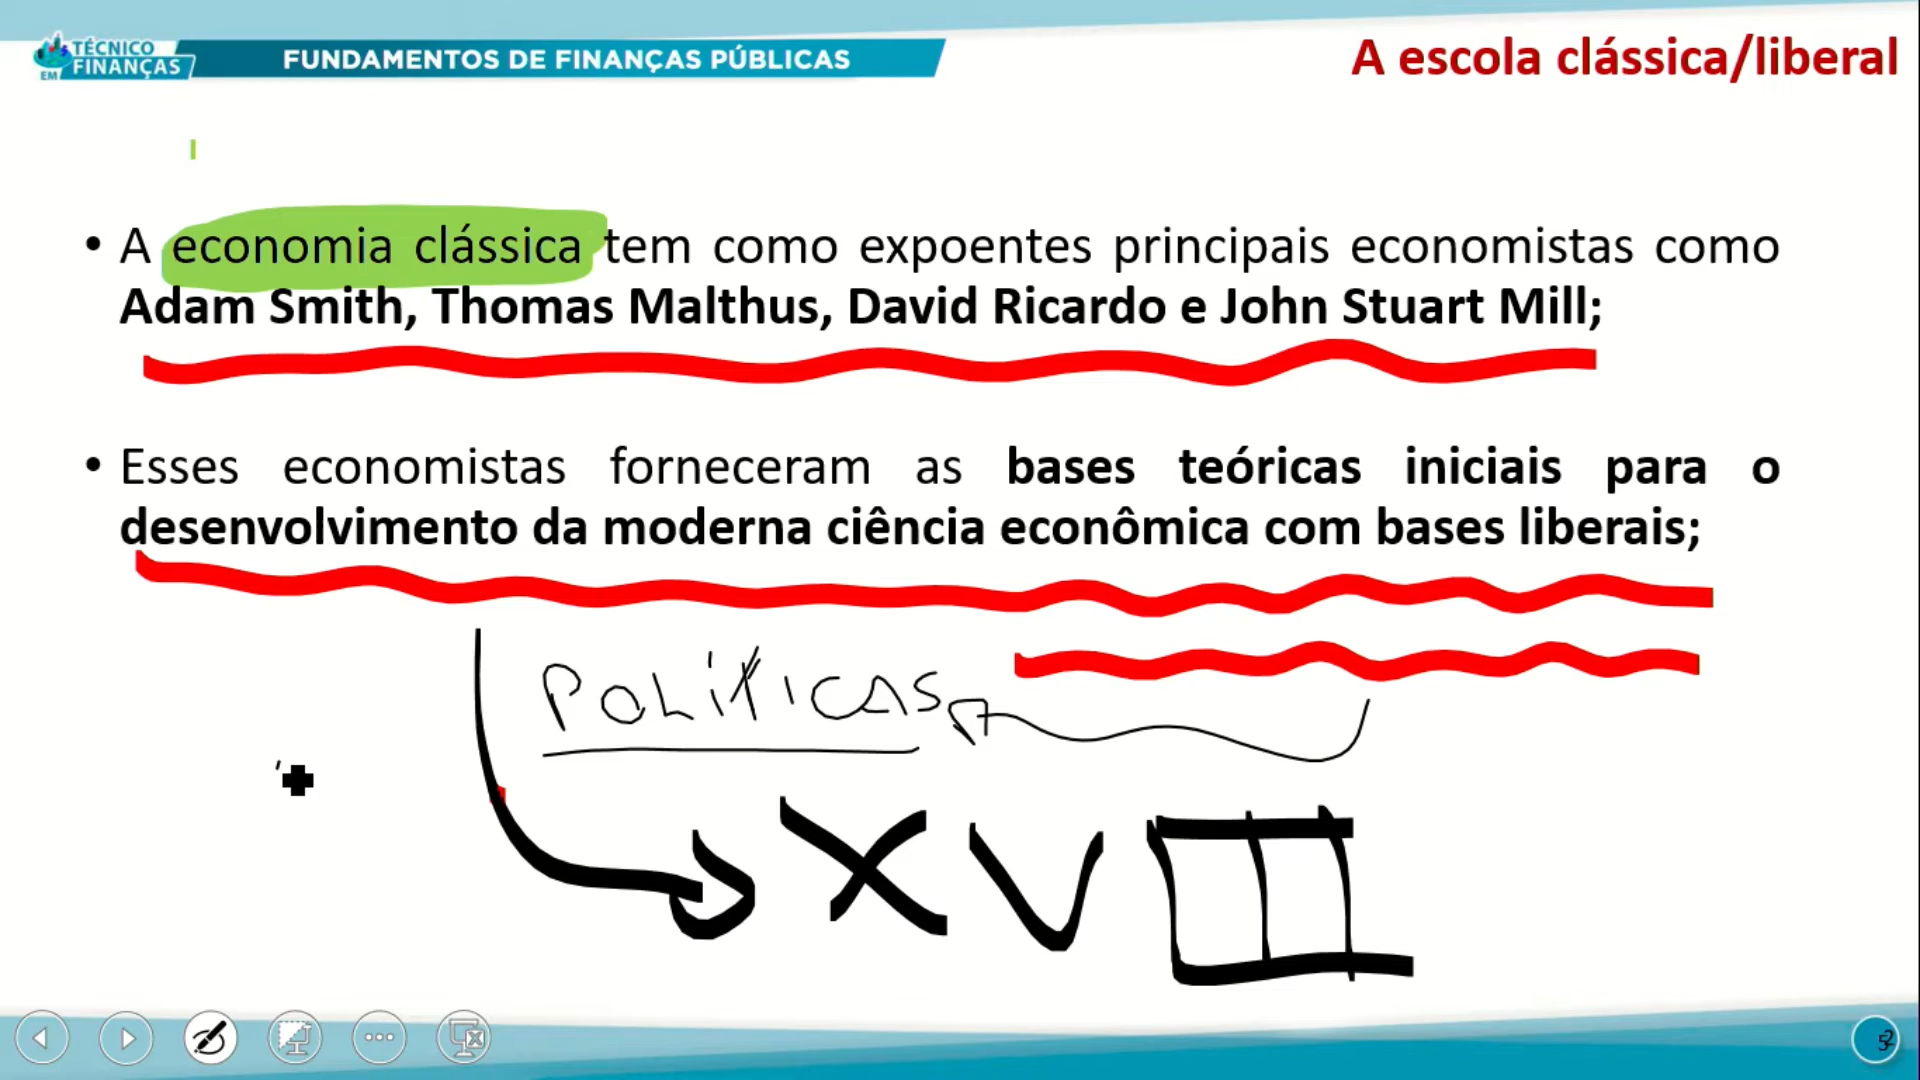 TÉCNICO
EM FINANÇAS
FUNDAMENTOS DE FINANÇAS PÚBLICAS
A escola clássica/liberal
• A economia clássica tem como expoentes principais economistas como
Adam Smith, Thomas Malthus, David Ricardo e John Stuart Mill;
• Esses economistas forneceram as bases teóricas iniciais para o
desenvolvimento da moderna ciência econômica com bases liberais;
POLíTICAS
XVIII